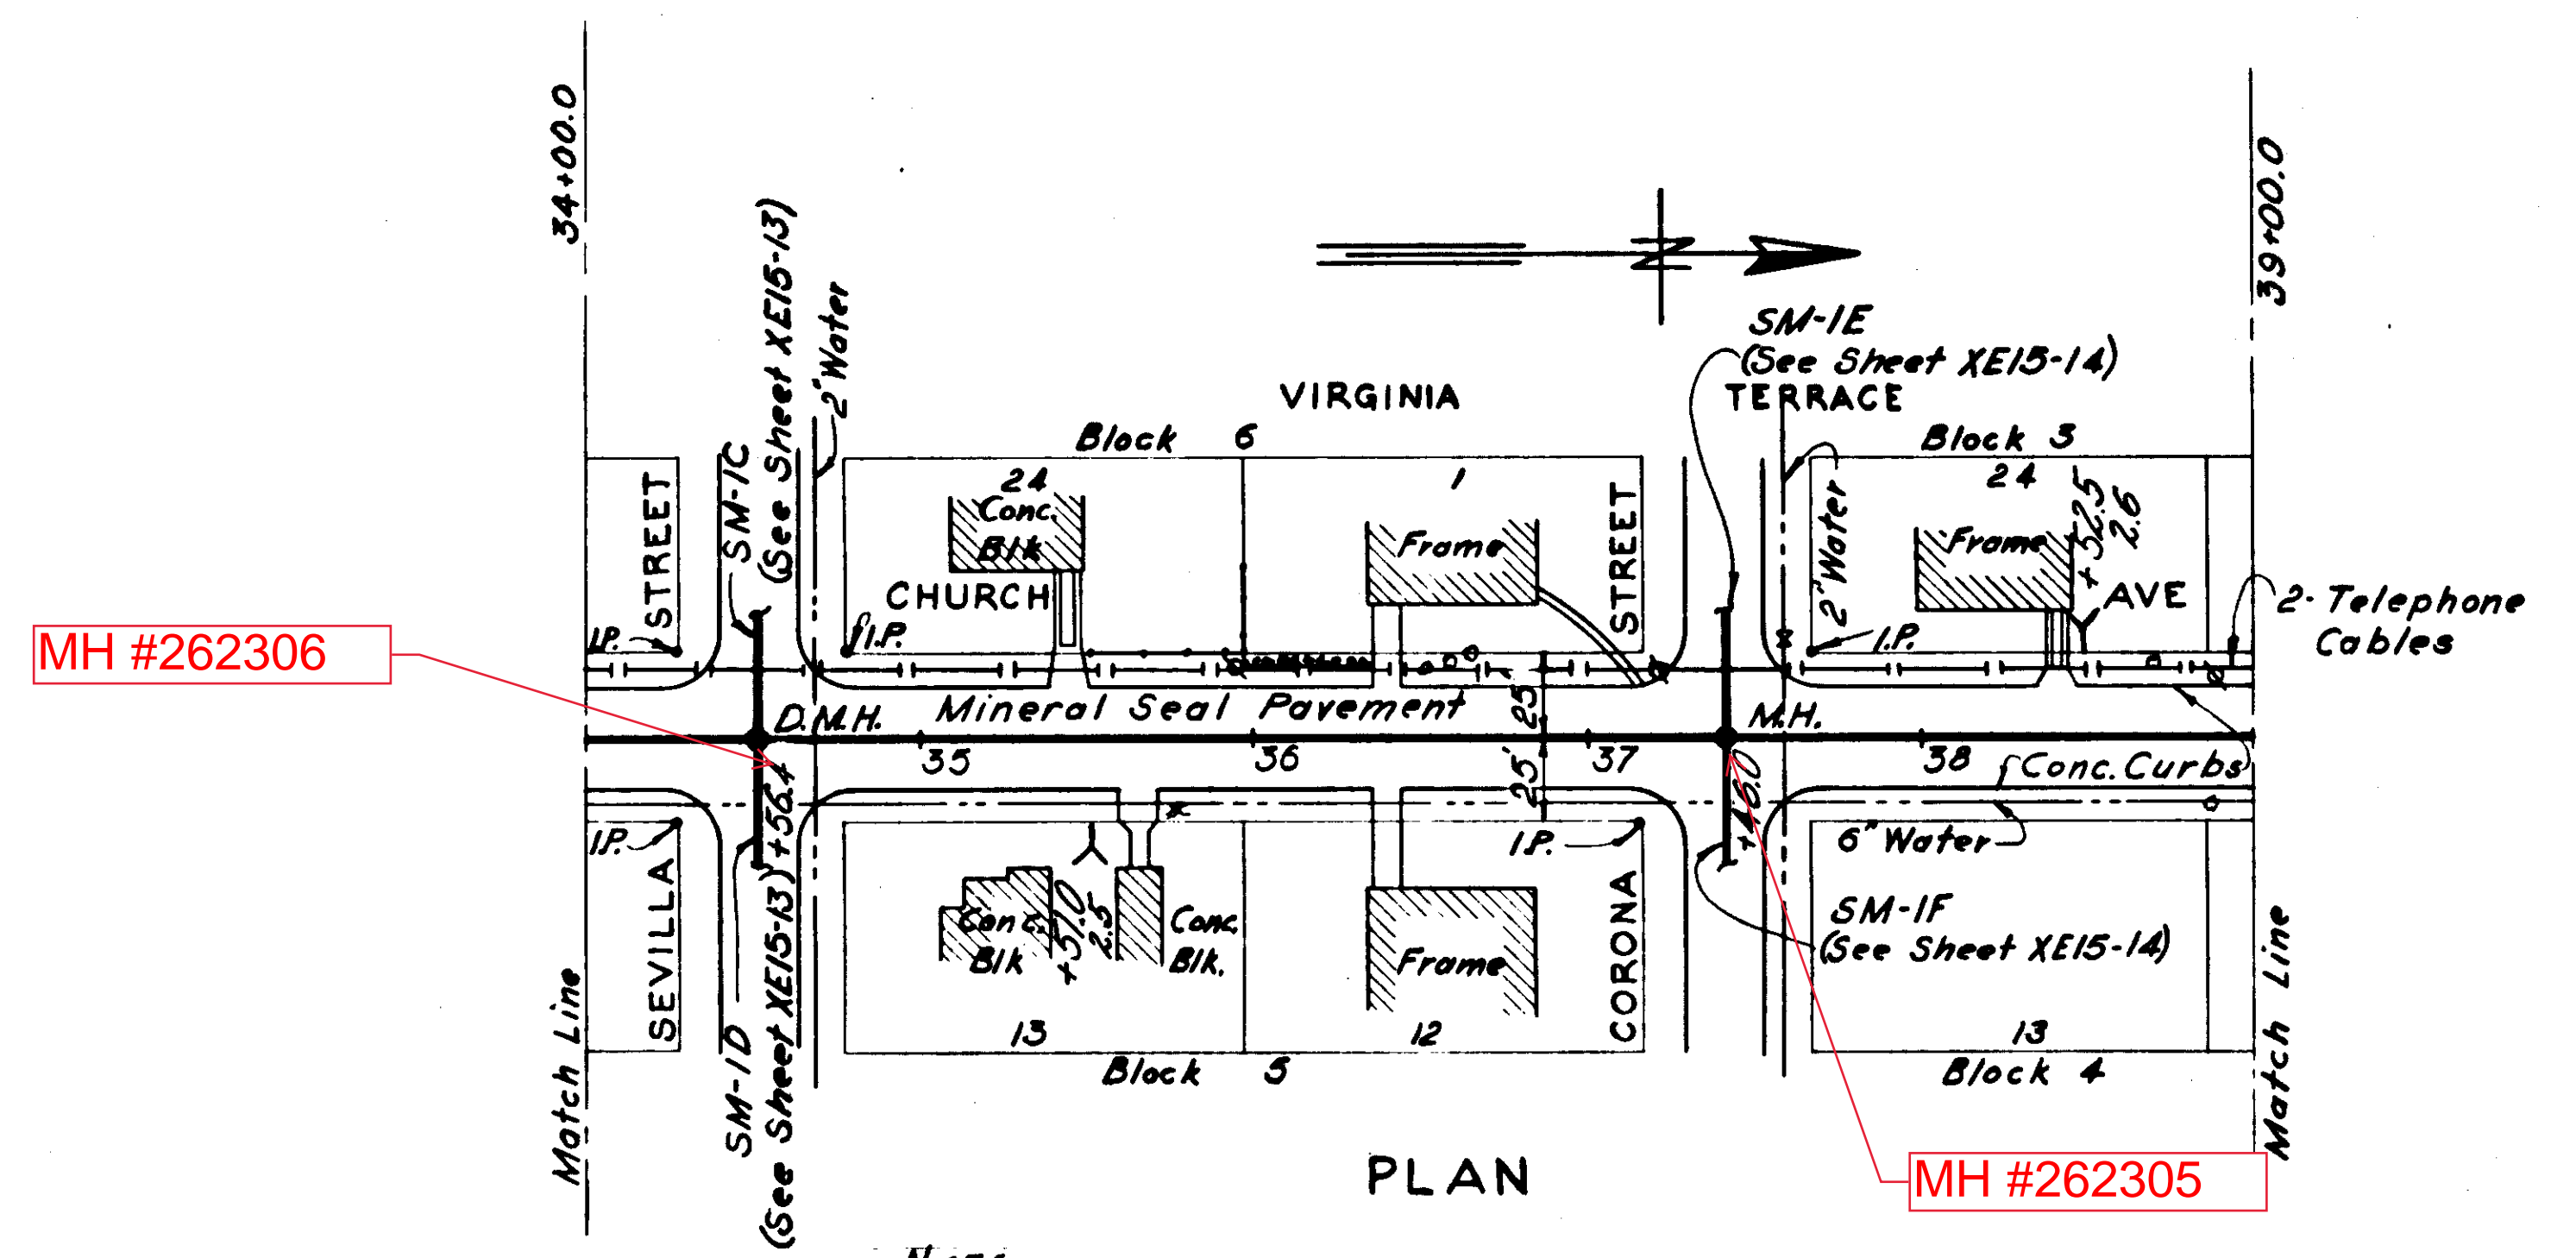 34+00.0
39+00.0
(See Sheet XE15-13)
2" Water
SM-1E
(See Sheet XE15-14)
VIRGINIA
TERRACE
Block 6
Block 3
SM-1C
STREET
24
Conc.
Blk
CHURCH
1
Frame
STREET
2" Water
24
Frame
+52.5
2.6
AVE
2-Telephone
Cables
I.P.
I.P.
I.P.
MH #262306
D.M.H.
Mineral Seal Pavement
25'
M.H.
35
36
37
38
25'
Conc. Curbs
+56.4
+46.0
I.P.
I.P.
6" Water
SEVILLA
Conc.
Blk
+51.0
2.5
Conc.
Blk.
Frame
CORONA
SM-1F
(See Sheet XE15-14)
13
12
13
Block 5
Block 4
SM-1D
(See Sheet XE15-13)
Match Line
Match Line
PLAN
MH #262305